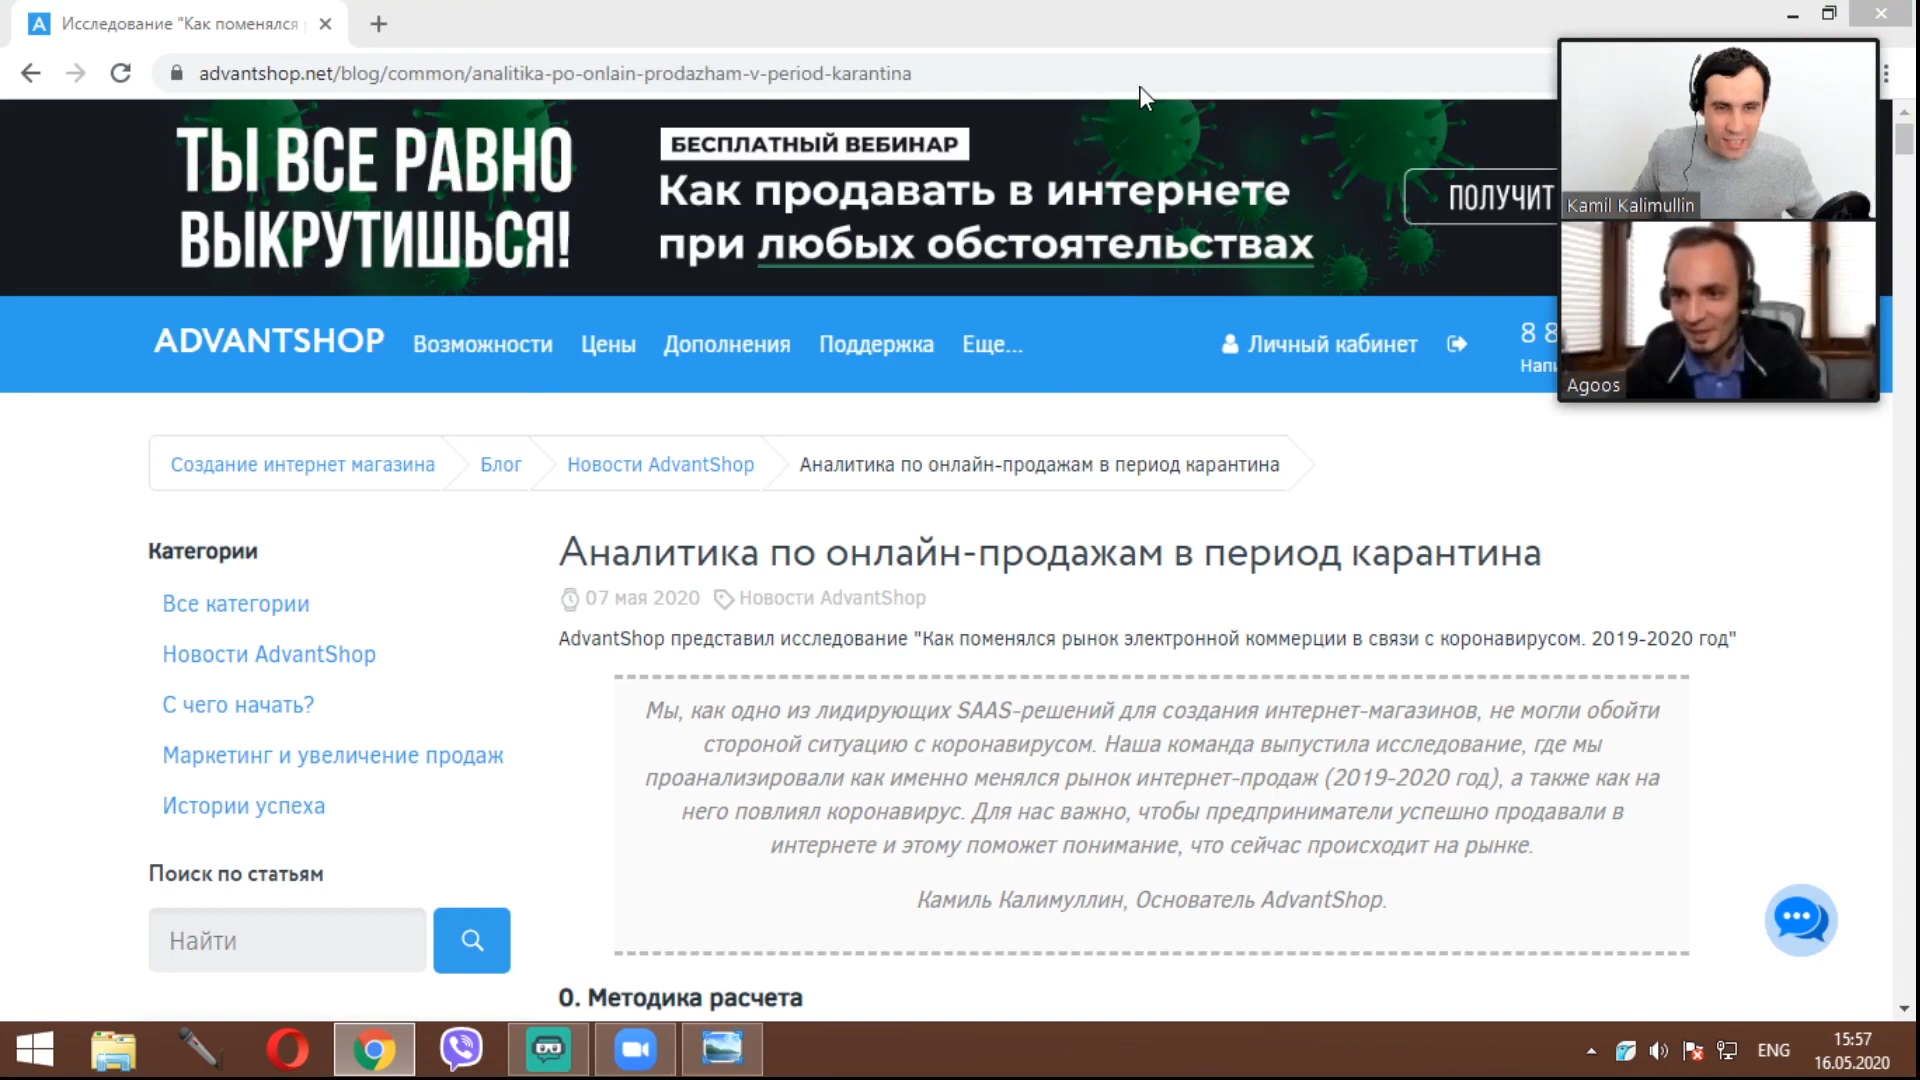 Исследование "Как поменялся
advantshop.net/blog/common/analitika-po-onlain-prodazham-v-period-karantina
ТЫ ВСЕ РАВНО
ВЫКРУТИШЬСЯ!
БЕСПЛАТНЫЙ ВЕБИНАР
Как продавать в интернете
при любых обстоятельствах
ПОЛУЧИТ
Kamil Kalimullin
Agoos
ADVANTSHOP
Возможности
Цены
Дополнения
Поддержка
Еще...
Личный кабинет
8 8
Напи
Создание интернет магазина
Блог
Новости AdvantShop
Аналитика по онлайн-продажам в период карантина
Категории
Все категории
Новости AdvantShop
С чего начать?
Маркетинг и увеличение продаж
Истории успеха
Поиск по статьям
Найти
Аналитика по онлайн-продажам в период карантина
07 мая 2020 Новости AdvantShop
AdvantShop представил исследование "Как поменялся рынок электронной коммерции в связи с коронавирусом. 2019-2020 год"
Мы, как одно из лидирующих SAAS-решений для создания интернет-магазинов, не могли обойти
стороной ситуацию с коронавирусом. Наша команда выпустила исследование, где мы
проанализировали как именно менялся рынок интернет-продаж (2019-2020 год), а также как на
него повлиял коронавирус. Для нас важно, чтобы предприниматели успешно продавали в
интернете и этому поможет понимание, что сейчас происходит на рынке.
Камиль Калимуллин, Основатель AdvantShop.
0. Методика расчета
ENG
15:57
16.05.2020